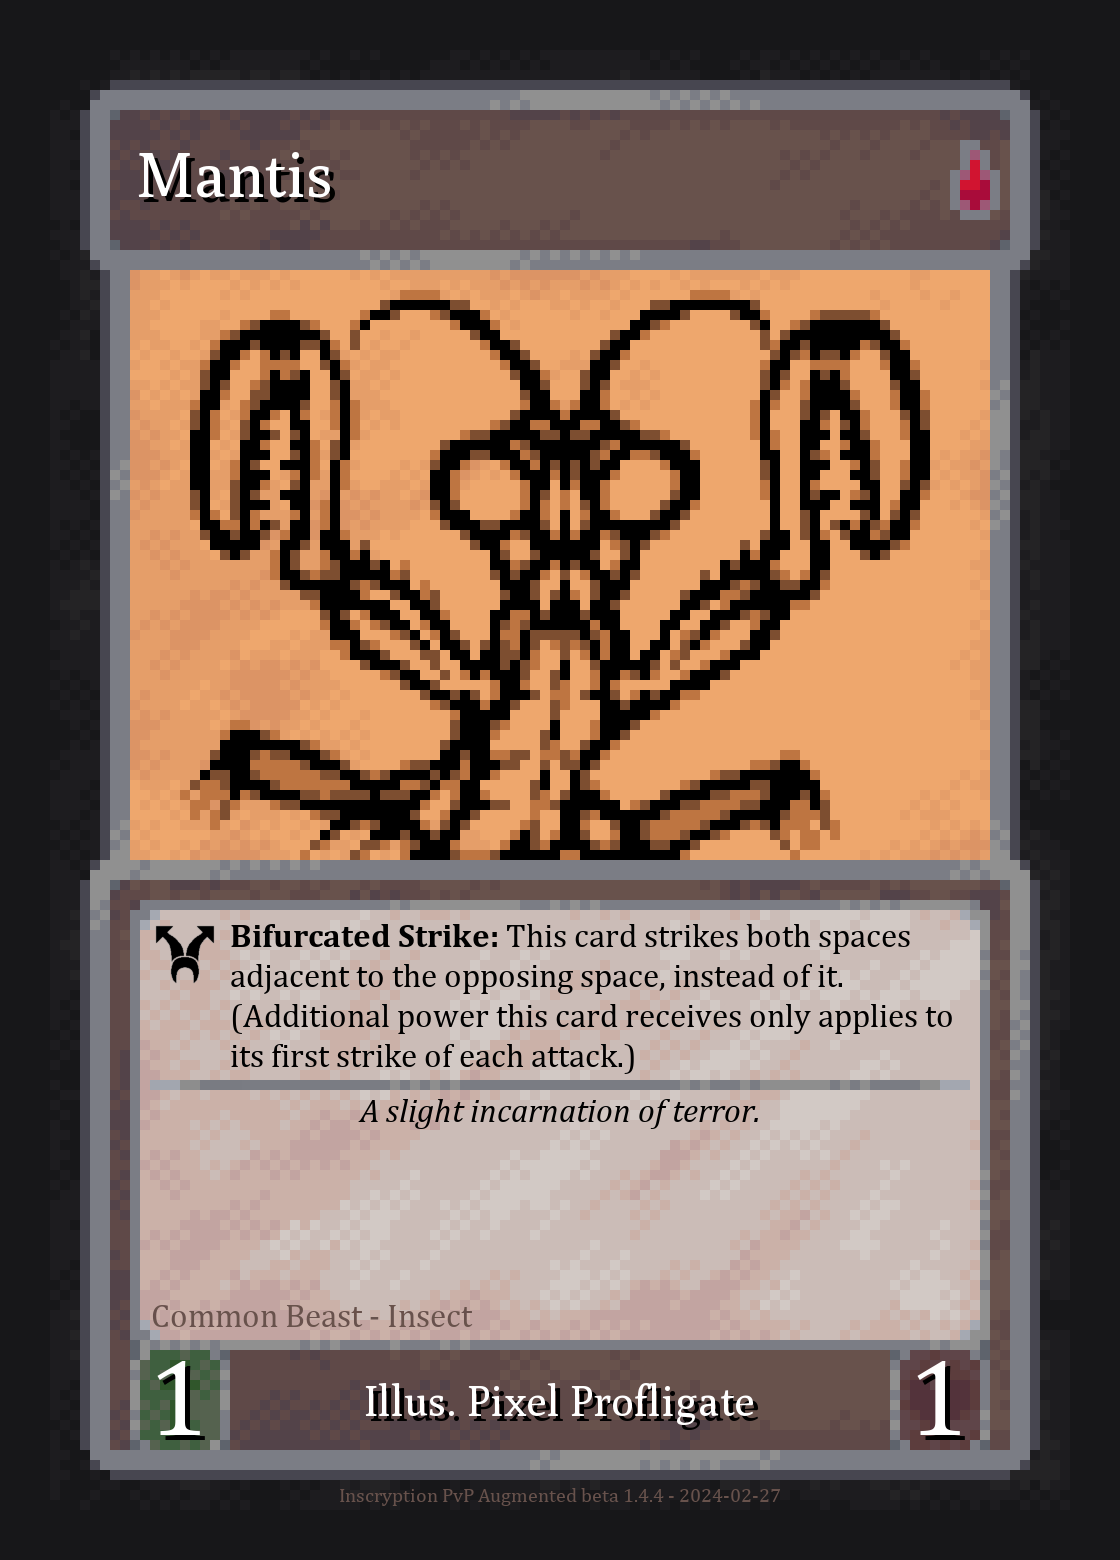 Mantis
Bifurcated Strike: This card strikes both spaces
adjacent to the opposing space, instead of it.
(Additional power this card receives only applies to
its first strike of each attack.)
A slight incarnation of terror.
Common Beast - Insect
1
Illus. Pixel Profligate
1
Inscryption PvP Augmented beta 1.4.4 - 2024-02-27